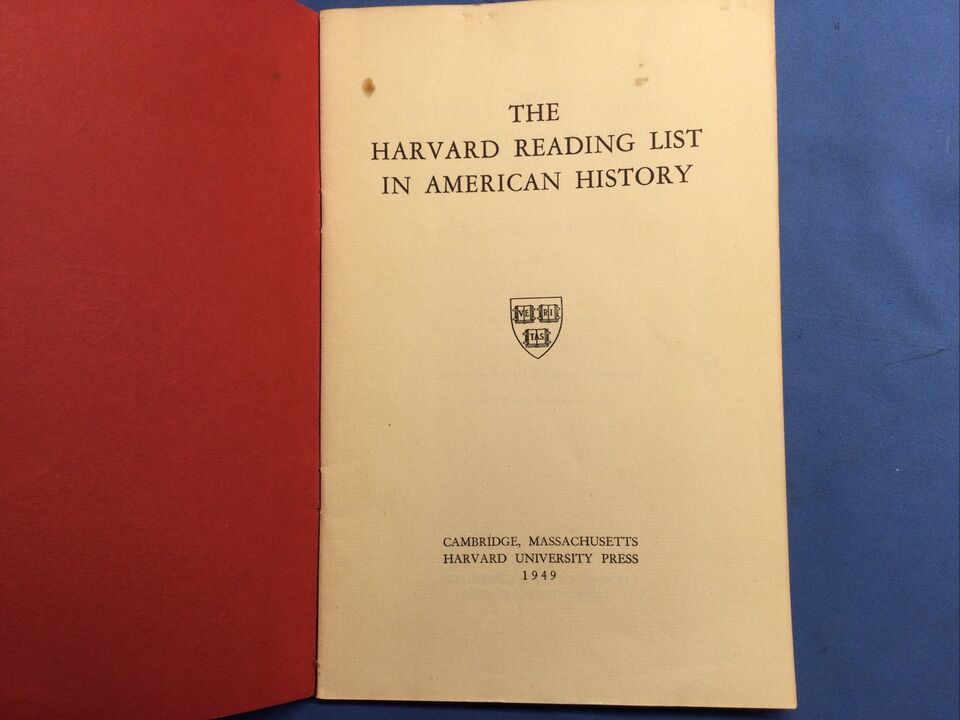 THE
HARVARD READING LIST
IN AMERICAN HISTORY
VE RI
TAS
CAMBRIDGE, MASSACHUSETTS
HARVARD UNIVERSITY PRESS
1949